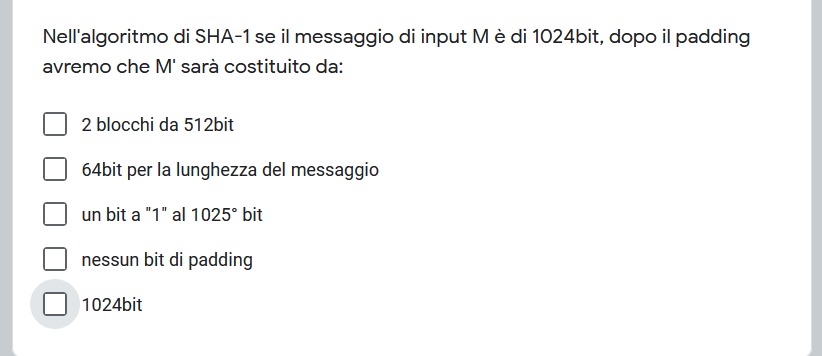 Nell'algoritmo di SHA-1 se il messaggio di input M è di 1024bit, dopo il padding
avremo che M' sarà costituito da:
2 blocchi da 512bit
64bit per la lunghezza del messaggio
un bit a "1" al 1025° bit
nessun bit di padding
1024bit